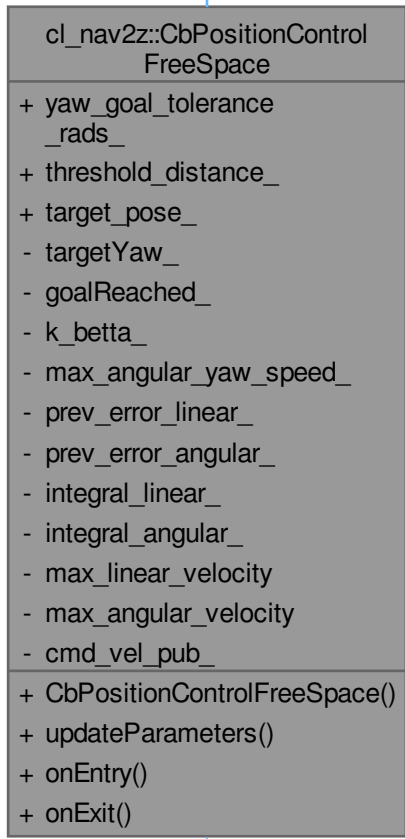 cl_nav2z::CbPositionControl
FreeSpace
+ yaw_goal_tolerance
_rads_
+ threshold_distance_
+ target_pose_
- targetYaw_
- goalReached_
- k_betta_
- max_angular_yaw_speed_
- prev_error_linear_
- prev_error_angular_
- integral_linear_
- integral_angular_
- max_linear_velocity
- max_angular_velocity
- cmd_vel_pub_
+ CbPositionControlFreeSpace()
+ updateParameters()
+ onEntry()
+ onExit()